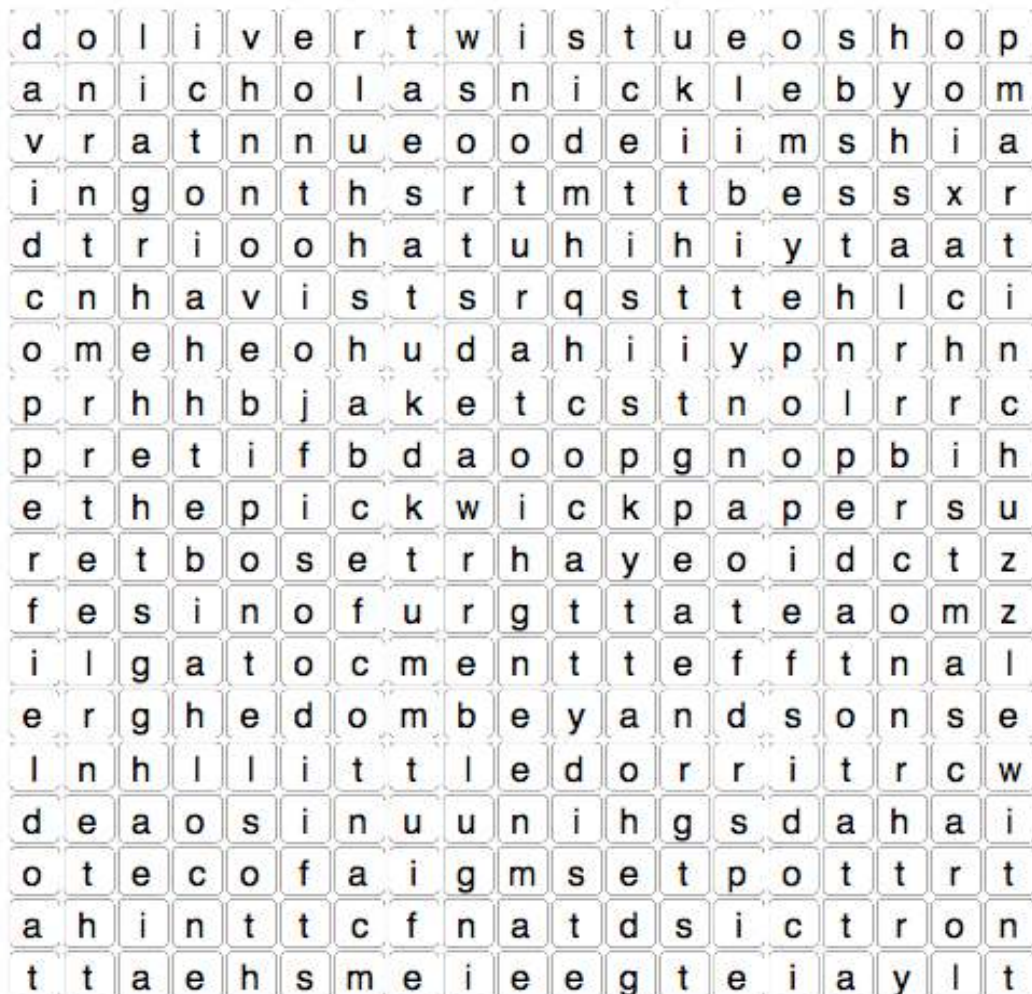 d o l i v e r t w i s t u e o s h o p
a n i c h o l a s n i c k l e b y o m
v r a t n n u e o o d e i i m s h i a
i n g o n t h s r t m t t b e s s x r
d t r i o o h a t u h i h i y t a a t
c n h a v i s t s r q s t t e h l c i
o m e h e o h u d a h i i y p n r h n
p r h h b j a k e t c s t n o l r r c
p r e t i f b d a o o p g n o p b i h
e t h e p i c k w i c k p a p e r s u
r e t b o s e t r h a y e o i d c t z
f e s i n o f u r g t t a t e a o m z
i l g a t o c m e n t t e f f t n a l
e r g h e d o m b e y a n d s o n s e
l n h l l i t t l e d o r r i t r c w
d e a o s i n u u n i h g s d a h a i
o t e c o f a i g m s e t p o t t r t
a h i n t t c f n a t d s i c t r o n
t t a e h s m e i e e g t e i a y l t